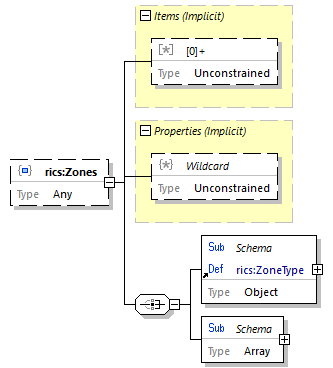 Items (Implicit)
[0]+
Type Unconstrained
Properties (Implicit)
Wildcard
Type Unconstrained
rics:Zones
Type Any
Sub Schema
Def rics:ZoneType
Type Object
Sub Schema
Type Array